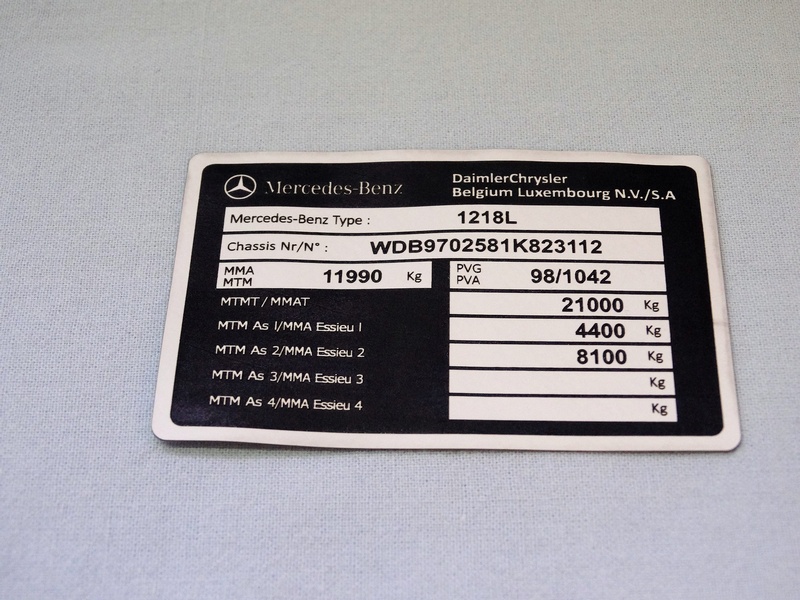 Mercedes-Benz
DaimlerChrysler
Belgium Luxembourg N.V./S.A
Mercedes-Benz Type : 1218L
Chassis Nr/N° : WDB9702581K823112
MMA
MTM
11990 Kg
PVG
PVA
98/1042
MTMT / MMAT 21000 Kg
MTM As 1/MMA Essieu 1 4400 Kg
MTM As 2/MMA Essieu 2 8100 Kg
MTM As 3/MMA Essieu 3 Kg
MTM As 4/MMA Essieu 4 Kg